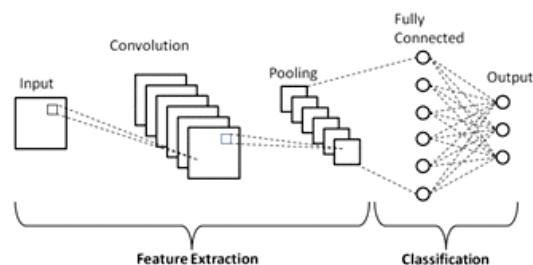 Input
Convolution
Pooling
Fully
Connected
Output
Feature Extraction
Classification